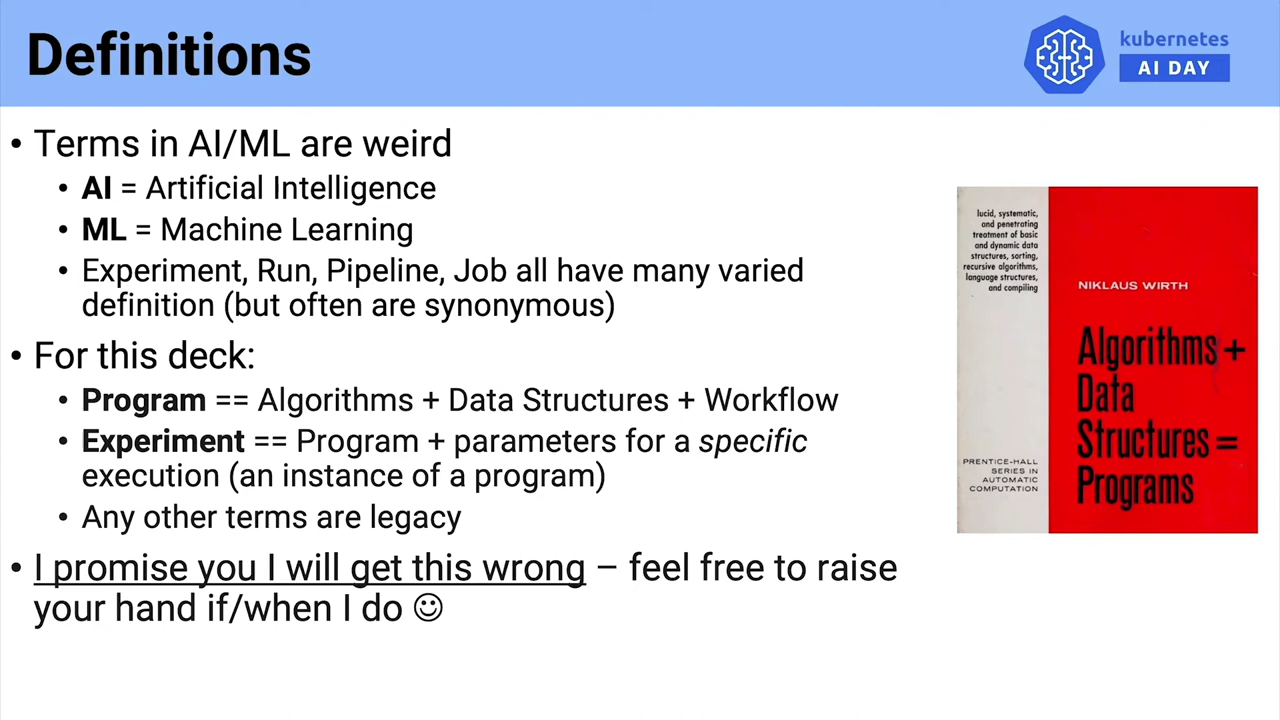 Definitions
kubernetes
AI DAY
• Terms in AI/ML are weird
• AI = Artificial Intelligence
• ML = Machine Learning
• Experiment, Run, Pipeline, Job all have many varied
definition (but often are synonymous)
• For this deck:
• Program == Algorithms + Data Structures + Workflow
• Experiment == Program + parameters for a specific
execution (an instance of a program)
• Any other terms are legacy
• I promise you I will get this wrong – feel free to raise
your hand if/when I do ☺
lucid, systematic,
and penetrating
treatment of basic
and dynamic data
structures, sorting,
recursive algorithms,
language structures,
and compiling
NIKLAUS WIRTH
Algorithms +
Data
Structures =
Programs
PRENTICE-HALL
SERIES IN
AUTOMATIC
COMPUTATION